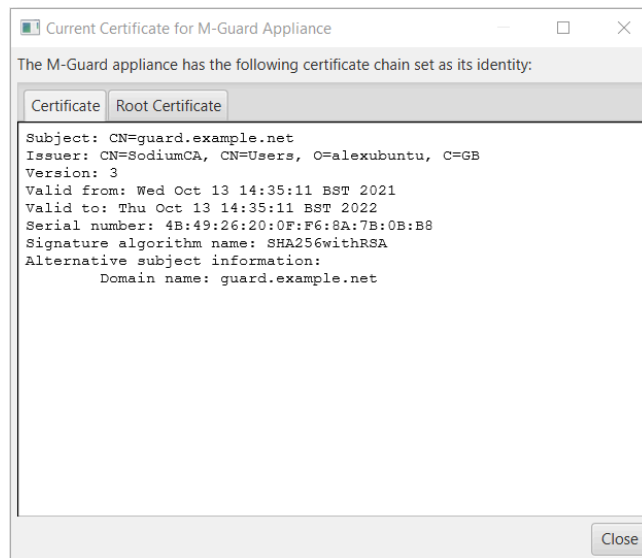 Current Certificate for M-Guard Appliance
The M-Guard appliance has the following certificate chain set as its identity:
Certificate Root Certificate
Subject: CN=guard.example.net
Issuer: CN=SodiumCA, CN=Users, O=alexubuntu, C=GB
Version: 3
Valid from: Wed Oct 13 14:35:11 BST 2021
Valid to: Thu Oct 13 14:35:11 BST 2022
Serial number: 4B:49:26:20:0F:F6:8A:7B:0B:B8
Signature algorithm name: SHA256withRSA
Alternative subject information:
Domain name: guard.example.net
Close